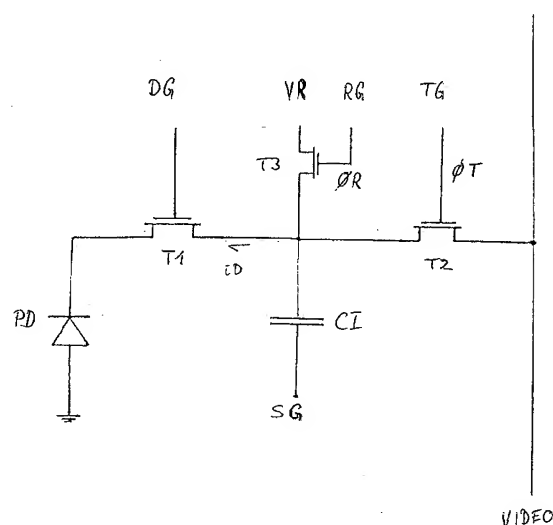 DG VR RG TG
T3
ØR
ØT
T1
iD
T2
PD
CI
SG
VIDEO